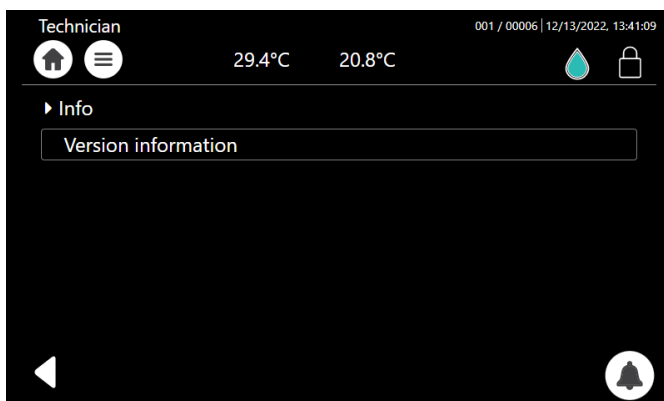 Technician 001 / 00006 | 12/13/2022, 13:41:09
29.4°C 20.8°C
Info
Version information